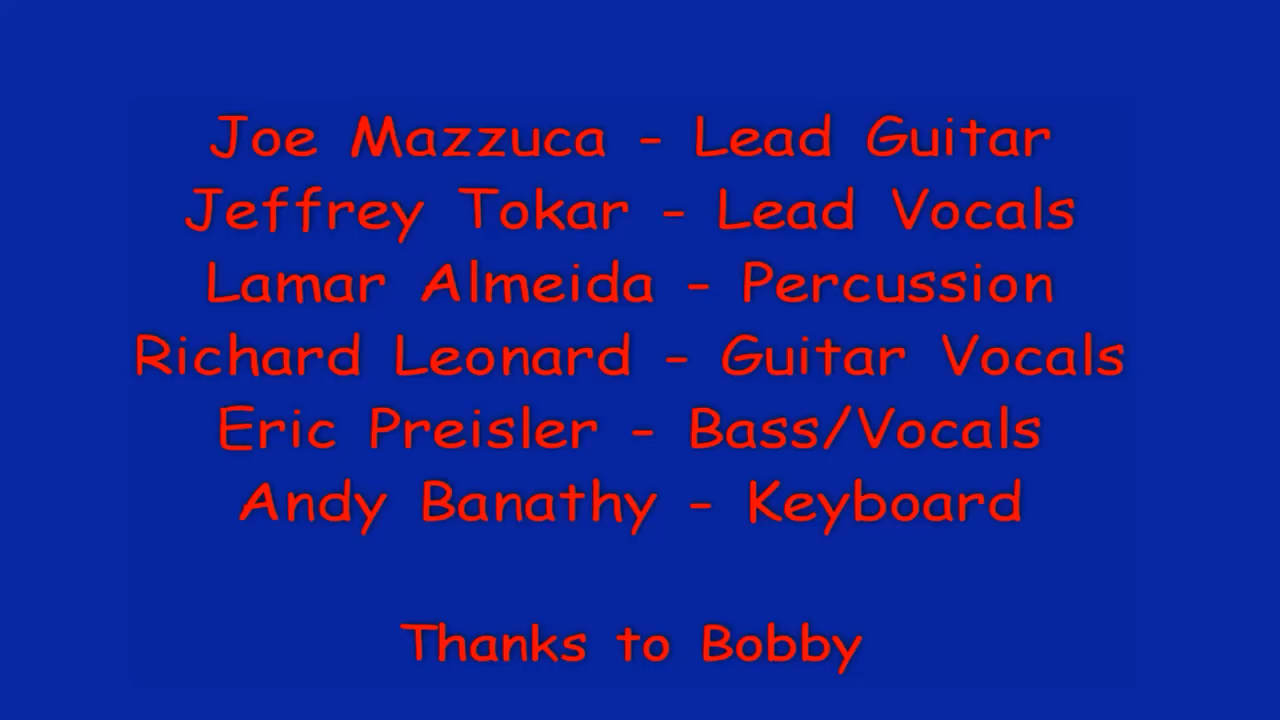 Joe Mazzuca - Lead Guitar
Jeffrey Tokar - Lead Vocals
Lamar Almeida - Percussion
Richard Leonard - Guitar Vocals
Eric Preisler - Bass/Vocals
Andy Banathy - Keyboard
Thanks to Bobby